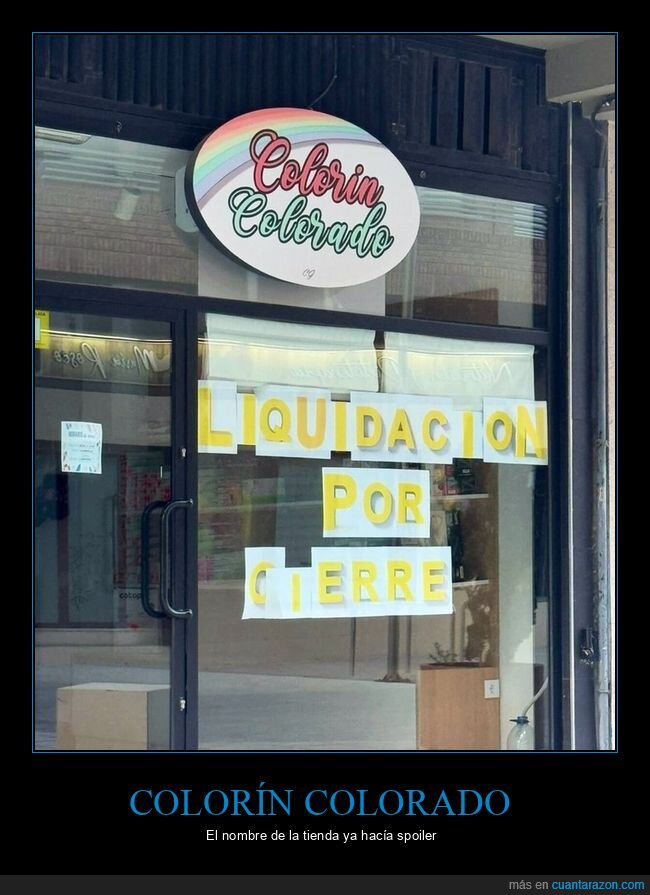 Colorin
Colorado
CJ
LIQUIDACION
POR
CIERRE
COLORÍN COLORADO
El nombre de la tienda ya hacía spoiler
más en cuantarazon.com